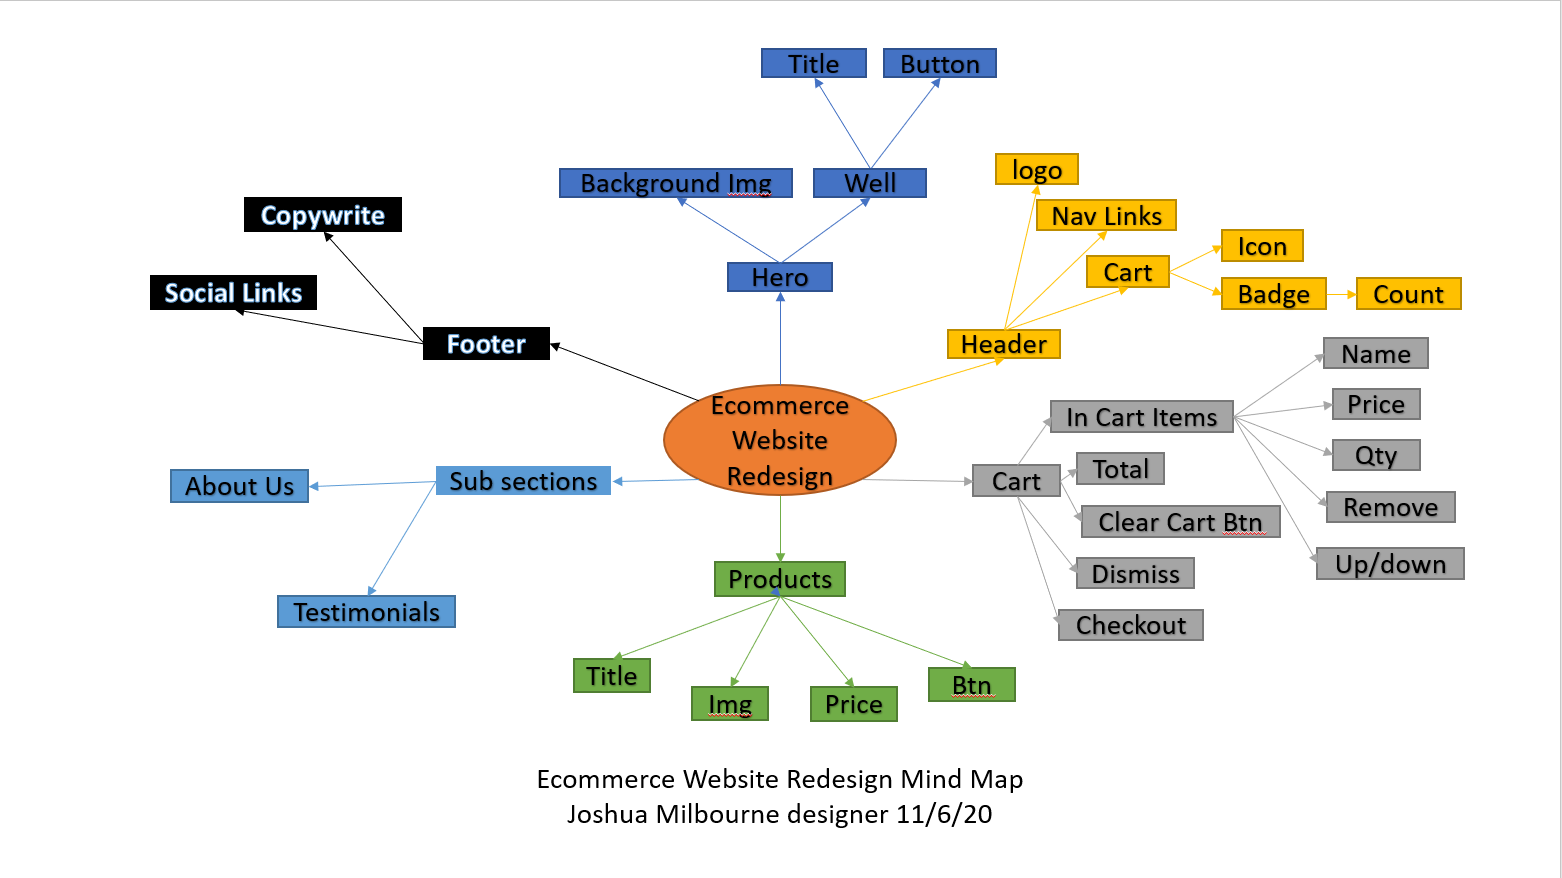 Title
Button
Background Img
Well
Hero
logo
Nav Links
Cart
Icon
Badge
Count
Header
Copywrite
Social Links
Footer
Ecommerce
Website
Redesign
Name
In Cart Items
Price
Total
Qty
Cart
Clear Cart Btn
Remove
Dismiss
Up/down
Checkout
Sub sections
About Us
Testimonials
Products
Title
Img
Price
Btn
Ecommerce Website Redesign Mind Map
Joshua Milbourne designer 11/6/20